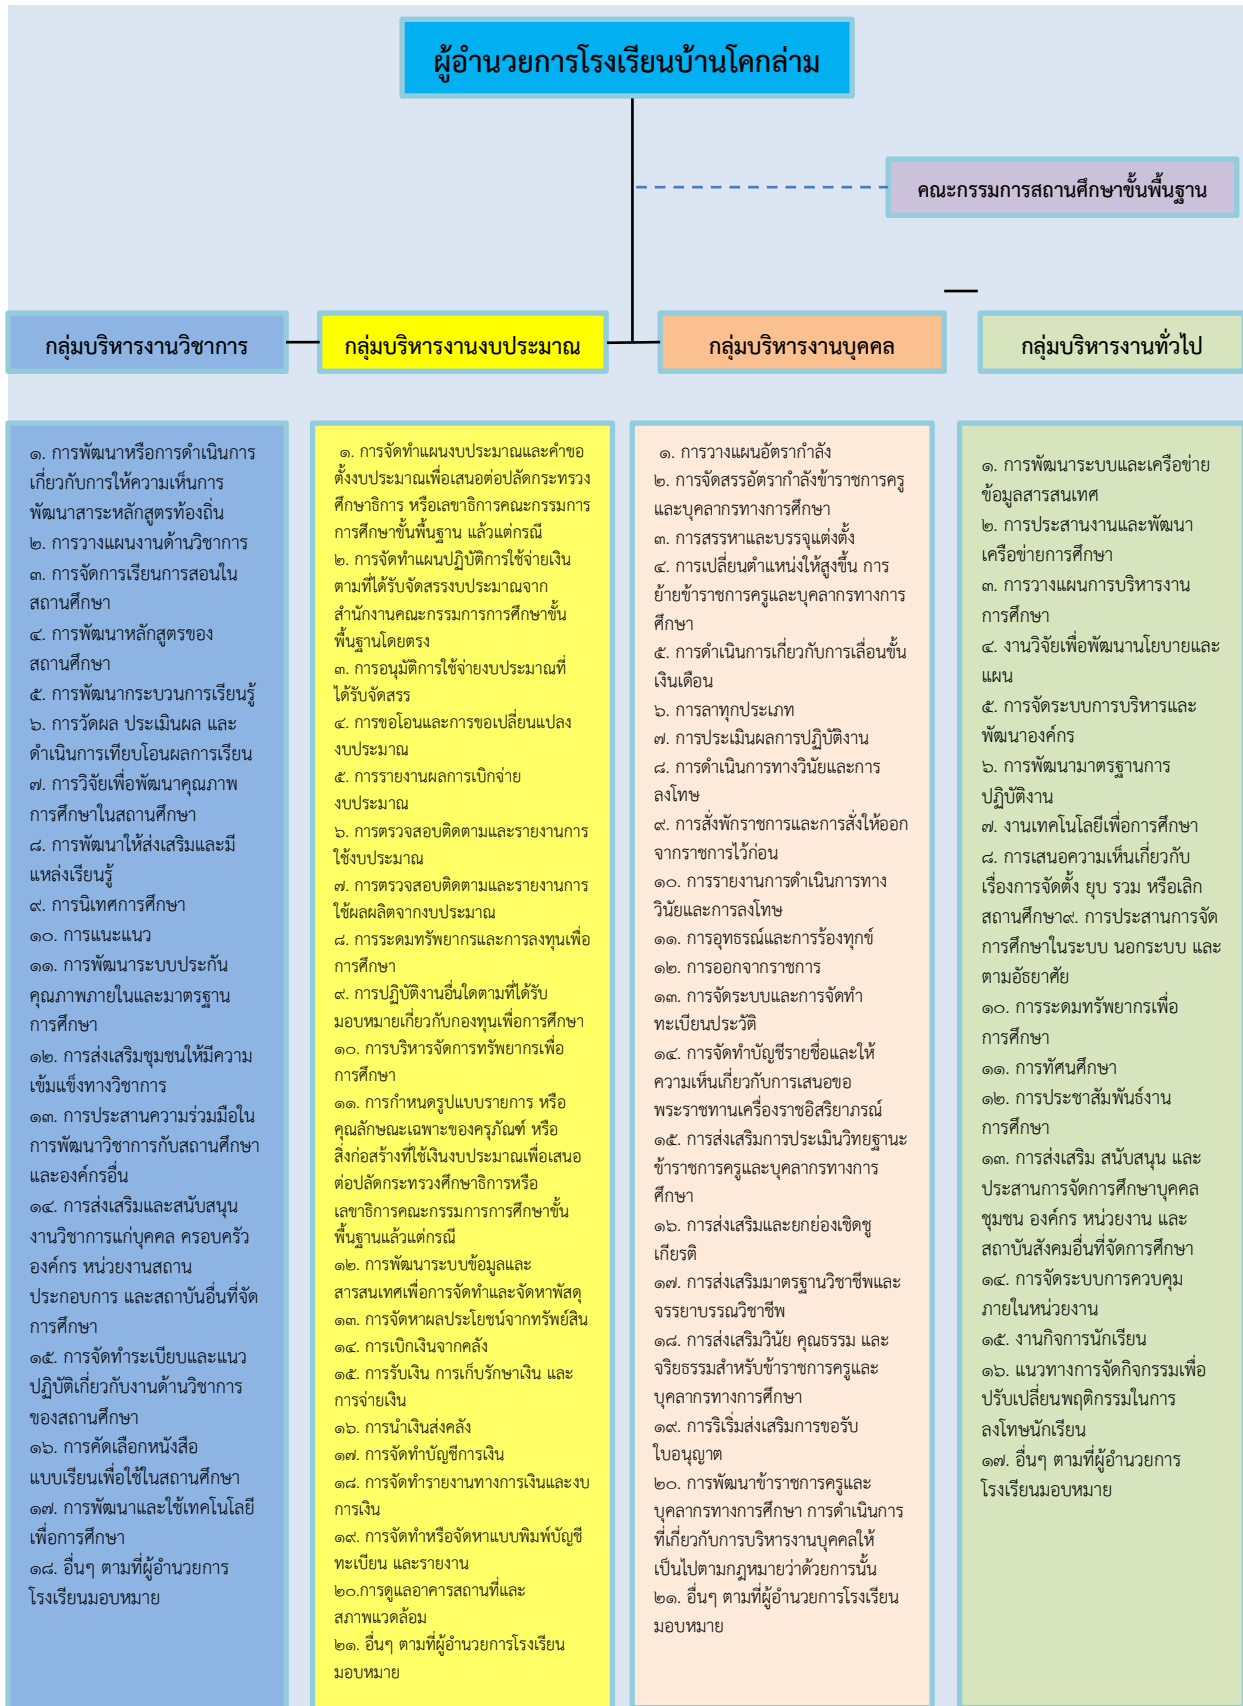 ผู้อำนวยการโรงเรียนบ้านโคกล่าม
คณะกรรมการสถานศึกษาขั้นพื้นฐาน
กลุ่มบริหารงานวิชาการ
กลุ่มบริหารงานงบประมาณ
กลุ่มบริหารงานบุคคล
กลุ่มบริหารงานทั่วไป
๑. การพัฒนาหรือการดำเนินการ
เกี่ยวกับการให้ความเห็นการ
พัฒนาสาระหลักสูตรท้องถิ่น
๒. การวางแผนงานด้านวิชาการ
๓. การจัดการเรียนการสอนใน
สถานศึกษา
๔. การพัฒนาหลักสูตรของ
สถานศึกษา
๕. การพัฒนากระบวนการเรียนรู้
๖. การวัดผล ประเมินผล และ
ดำเนินการเทียบโอนผลการเรียน
๗. การวิจัยเพื่อพัฒนาคุณภาพ
การศึกษาในสถานศึกษา
๘. การพัฒนาให้ส่งเสริมและมี
แหล่งเรียนรู้
๙. การนิเทศการศึกษา
๑๐. การแนะแนว
๑๑. การพัฒนาระบบประกัน
คุณภาพภายในและมาตรฐาน
การศึกษา
๑๒. การส่งเสริมชุมชนให้มีความ
เข้มแข็งทางวิชาการ
๑๓. การประสานความร่วมมือใน
การพัฒนาวิชาการกับสถานศึกษา
และองค์กรอื่น
๑๔. การส่งเสริมและสนับสนุน
งานวิชาการแก่บุคคล ครอบครัว
องค์กร หน่วยงานสถาน
ประกอบการ และสถาบันอื่นที่จัด
การศึกษา
๑๕. การจัดทำระเบียบและแนว
ปฏิบัติเกี่ยวกับงานด้านวิชาการ
ของสถานศึกษา
๑๖. การคัดเลือกหนังสือ
แบบเรียนเพื่อใช้ในสถานศึกษา
๑๗. การพัฒนาและใช้เทคโนโลยี
เพื่อการศึกษา
๑๘. อื่นๆ ตามที่ผู้อำนวยการ
โรงเรียนมอบหมาย
๑. การจัดทำแผนงบประมาณและคำขอ
ตั้งงบประมาณเพื่อเสนอต่อปลัดกระทรวง
ศึกษาธิการ หรือเลขาธิการคณะกรรมการ
การศึกษาขั้นพื้นฐาน แล้วแต่กรณี
๒. การจัดทำแผนปฏิบัติการใช้จ่ายเงิน
ตามที่ได้รับจัดสรรงบประมาณจาก
สำนักงานคณะกรรมการการศึกษาขั้น
พื้นฐานโดยตรง
๓. การอนุมัติการใช้จ่ายงบประมาณที่
ได้รับจัดสรร
๔. การขอโอนและการขอเปลี่ยนแปลง
งบประมาณ
๕. การรายงานผลการเบิกจ่าย
งบประมาณ
๖. การตรวจสอบติดตามและรายงานการ
ใช้งบประมาณ
๗. การตรวจสอบติดตามและรายงานการ
ใช้ผลผลิตจากงบประมาณ
๘. การระดมทรัพยากรและการลงทุนเพื่อ
การศึกษา
๙. การปฏิบัติงานอื่นใดตามที่ได้รับ
มอบหมายเกี่ยวกับกองทุนเพื่อการศึกษา
๑๐. การบริหารจัดการทรัพยากรเพื่อ
การศึกษา
๑๑. การกำหนดรูปแบบรายการ หรือ
คุณลักษณะเฉพาะของครุภัณฑ์ หรือ
สิ่งก่อสร้างที่ใช้เงินงบประมาณเพื่อเสนอ
ต่อปลัดกระทรวงศึกษาธิการหรือ
เลขาธิการคณะกรรมการการศึกษาขั้น
พื้นฐานแล้วแต่กรณี
๑๒. การพัฒนาระบบข้อมูลและ
สารสนเทศเพื่อการจัดทำและจัดหาพัสดุ
๑๓. การจัดหาผลประโยชน์จากทรัพย์สิน
๑๔. การเบิกเงินจากคลัง
๑๕. การรับเงิน การเก็บรักษาเงิน และ
การจ่ายเงิน
๑๖. การนำเงินส่งคลัง
๑๗. การจัดทำบัญชีการเงิน
๑๘. การจัดทำรายงานทางการเงินและงบ
การเงิน
๑๙. การจัดทำหรือจัดหาแบบพิมพ์บัญชี
ทะเบียน และรายงาน
๒๐.การดูแลอาคารสถานที่และ
สภาพแวดล้อม
๒๑. อื่นๆ ตามที่ผู้อำนวยการโรงเรียน
มอบหมาย
๑. การวางแผนอัตรากำลัง
๒. การจัดสรรอัตรากำลังข้าราชการครู
และบุคลากรทางการศึกษา
๓. การสรรหาและบรรจุแต่งตั้ง
๔. การเปลี่ยนตำแหน่งให้สูงขึ้น การ
ย้ายข้าราชการครูและบุคลากรทางการ
ศึกษา
๕. การดำเนินการเกี่ยวกับการเลื่อนขั้น
เงินเดือน
๖. การลาทุกประเภท
๗. การประเมินผลการปฏิบัติงาน
๘. การดำเนินการทางวินัยและการ
ลงโทษ
๙. การสั่งพักราชการและการสั่งให้ออก
จากราชการไว้ก่อน
๑๐. การรายงานการดำเนินการทาง
วินัยและการลงโทษ
๑๑. การอุทธรณ์และการร้องทุกข์
๑๒. การออกจากราชการ
๑๓. การจัดระบบและการจัดทำ
ทะเบียนประวัติ
๑๔. การจัดทำบัญชีรายชื่อและให้
ความเห็นเกี่ยวกับการเสนอขอ
พระราชทานเครื่องราชอิสริยาภรณ์
๑๕. การส่งเสริมการประเมินวิทยฐานะ
ข้าราชการครูและบุคลากรทางการ
ศึกษา
๑๖. การส่งเสริมและยกย่องเชิดชู
เกียรติ
๑๗. การส่งเสริมมาตรฐานวิชาชีพและ
จรรยาบรรณวิชาชีพ
๑๘. การส่งเสริมวินัย คุณธรรม และ
จริยธรรมสำหรับข้าราชการครูและ
บุคลากรทางการศึกษา
๑๙. การริเริ่มส่งเสริมการขอรับ
ใบอนุญาต
๒๐. การพัฒนาข้าราชการครูและ
บุคลากรทางการศึกษา การดำเนินการ
ที่เกี่ยวกับการบริหารงานบุคคลให้
เป็นไปตามกฎหมายว่าด้วยการนั้น
๒๑. อื่นๆ ตามที่ผู้อำนวยการโรงเรียน
มอบหมาย
๑. การพัฒนาระบบและเครือข่าย
ข้อมูลสารสนเทศ
๒. การประสานงานและพัฒนา
เครือข่ายการศึกษา
๓. การวางแผนการบริหารงาน
การศึกษา
๔. งานวิจัยเพื่อพัฒนานโยบายและ
แผน
๕. การจัดระบบการบริหารและ
พัฒนาองค์กร
๖. การพัฒนามาตรฐานการ
ปฏิบัติงาน
๗. งานเทคโนโลยีเพื่อการศึกษา
๘. การเสนอความเห็นเกี่ยวกับ
เรื่องการจัดตั้ง ยุบ รวม หรือเลิก
สถานศึกษา๙. การประสานการจัด
การศึกษาในระบบ นอกระบบ และ
ตามอัธยาศัย
๑๐. การระดมทรัพยากรเพื่อ
การศึกษา
๑๑. การทัศนศึกษา
๑๒. การประชาสัมพันธ์งาน
การศึกษา
๑๓. การส่งเสริม สนับสนุน และ
ประสานการจัดการศึกษาบุคคล
ชุมชน องค์กร หน่วยงาน และ
สถาบันสังคมอื่นที่จัดการศึกษา
๑๔. การจัดระบบการควบคุม
ภายในหน่วยงาน
๑๕. งานกิจการนักเรียน
๑๖. แนวทางการจัดกิจกรรมเพื่อ
ปรับเปลี่ยนพฤติกรรมในการ
ลงโทษนักเรียน
๑๗. อื่นๆ ตามที่ผู้อำนวยการ
โรงเรียนมอบหมาย